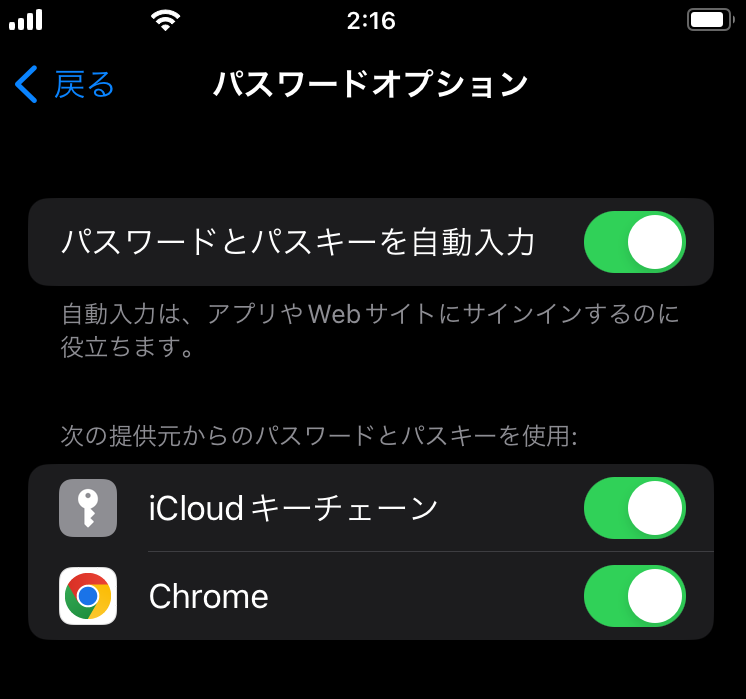 2:16
戻る パスワードオプション
パスワードとパスキーを自動入力
自動入力は、アプリやWebサイトにサインインするのに
役立ちます。
次の提供元からのパスワードとパスキーを使用:
iCloudキーチェーン
Chrome